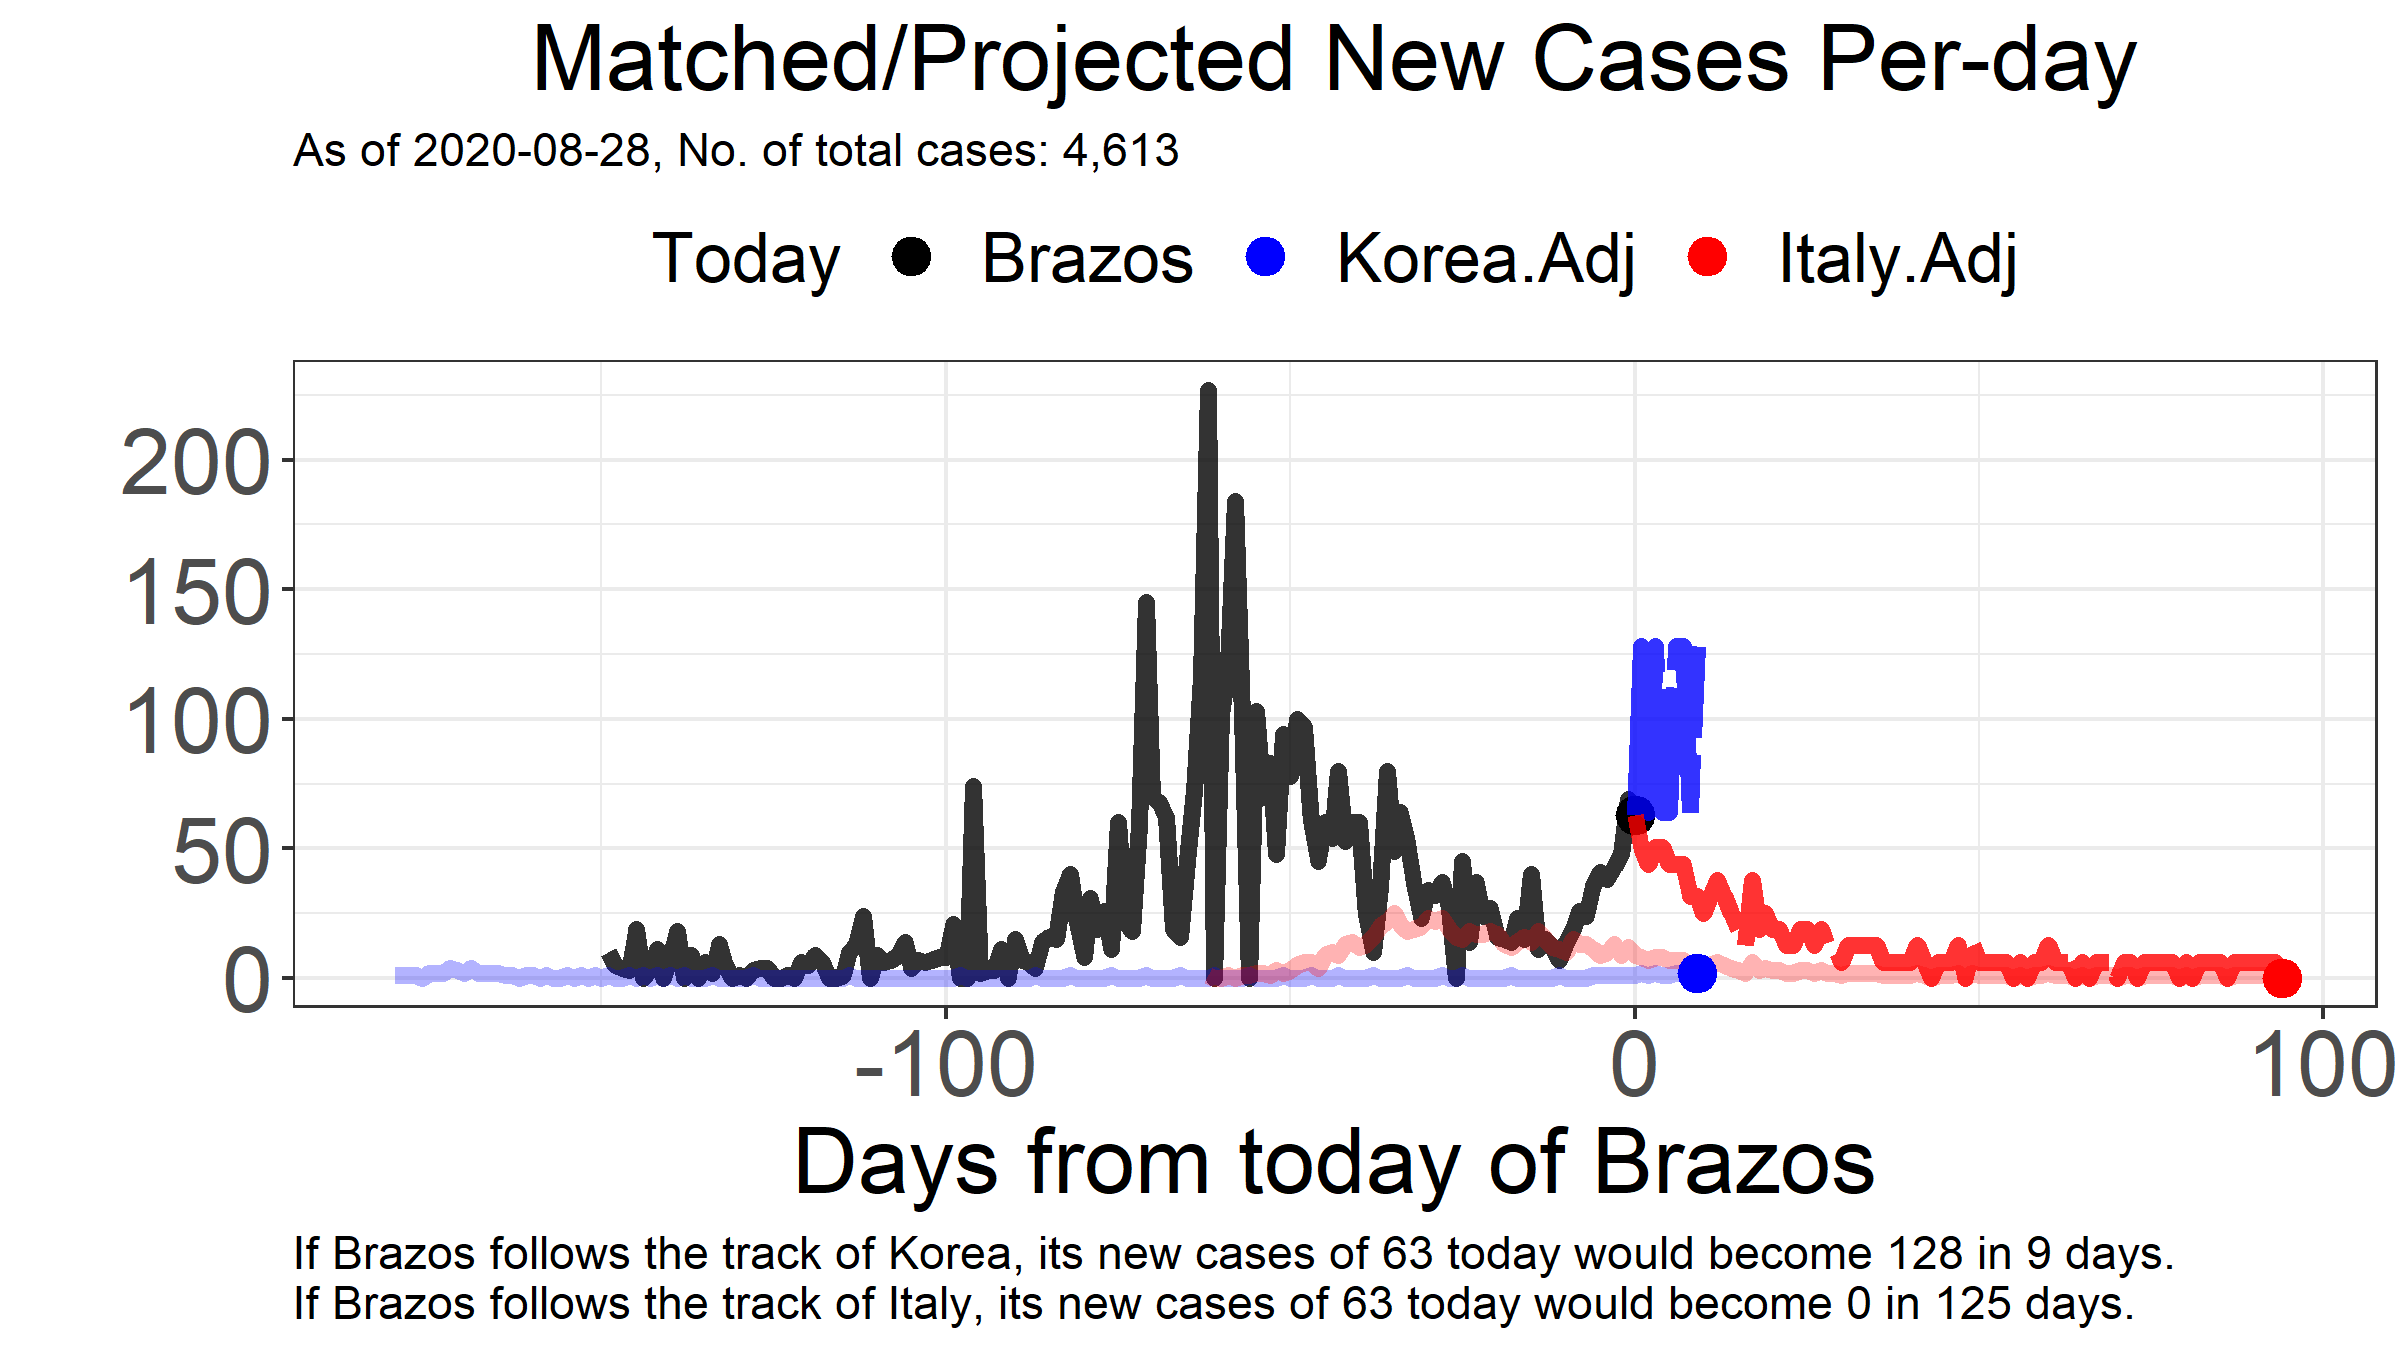 Matched/Projected New Cases Per-day
As of 2020-08-28, No. of total cases: 4,613
Today Brazos Korea.Adj Italy.Adj
200
150
100
50
0
-100 0 100
Days from today of Brazos
If Brazos follows the track of Korea, its new cases of 63 today would become 128 in 9 days.
If Brazos follows the track of Italy, its new cases of 63 today would become 0 in 125 days.